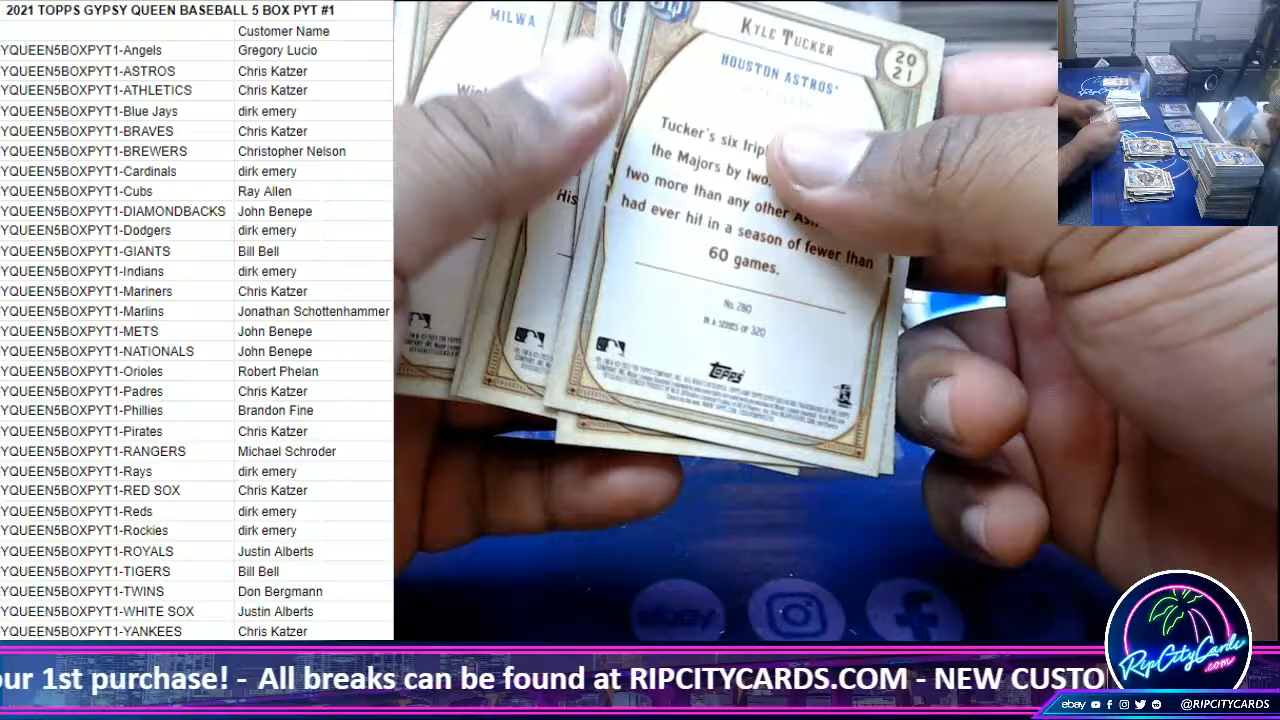 2021 TOPPS GYPSY QUEEN BASEBALL 5 BOX PYT #1
Customer Name
YQUEEN5BOXPYT1-Angels Gregory Lucio
YQUEEN5BOXPYT1-ASTROS Chris Katzer
YQUEEN5BOXPYT1-ATHLETICS Chris Katzer
YQUEEN5BOXPYT1-Blue Jays dirk emery
YQUEEN5BOXPYT1-BRAVES Chris Katzer
YQUEEN5BOXPYT1-BREWERS Christopher Nelson
YQUEEN5BOXPYT1-Cardinals dirk emery
YQUEEN5BOXPYT1-Cubs Ray Allen
YQUEEN5BOXPYT1-DIAMONDBACKS John Benepe
YQUEEN5BOXPYT1-Dodgers dirk emery
YQUEEN5BOXPYT1-GIANTS Bill Bell
YQUEEN5BOXPYT1-Indians dirk emery
YQUEEN5BOXPYT1-Mariners Chris Katzer
YQUEEN5BOXPYT1-Marlins Jonathan Schottenhammer
YQUEEN5BOXPYT1-METS John Benepe
YQUEEN5BOXPYT1-NATIONALS John Benepe
YQUEEN5BOXPYT1-Orioles Robert Phelan
YQUEEN5BOXPYT1-Padres Chris Katzer
YQUEEN5BOXPYT1-Phillies Brandon Fine
YQUEEN5BOXPYT1-Pirates Chris Katzer
YQUEEN5BOXPYT1-RANGERS Michael Schroder
YQUEEN5BOXPYT1-Rays dirk emery
YQUEEN5BOXPYT1-RED SOX Chris Katzer
YQUEEN5BOXPYT1-Reds dirk emery
YQUEEN5BOXPYT1-Rockies dirk emery
YQUEEN5BOXPYT1-ROYALS Justin Alberts
YQUEEN5BOXPYT1-TIGERS Bill Bell
YQUEEN5BOXPYT1-TWINS Don Bergmann
YQUEEN5BOXPYT1-WHITE SOX Justin Alberts
YQUEEN5BOXPYT1-YANKEES Chris Katzer
MILWA
His
KYLE TUCKER
20
21
HOUSTON ASTROS
Tucker's six tripl
the Majors by two,
two more than any other
had ever hit in a season of fewer than
60 games.
No. 280
IN A SERIES OF 320
TOPPS
ebay
our 1st purchase! - All breaks can be found at RIPCITYCARDS.COM - NEW CUSTO
RipCityCards
.com
ebay @RIPCITYCARDS